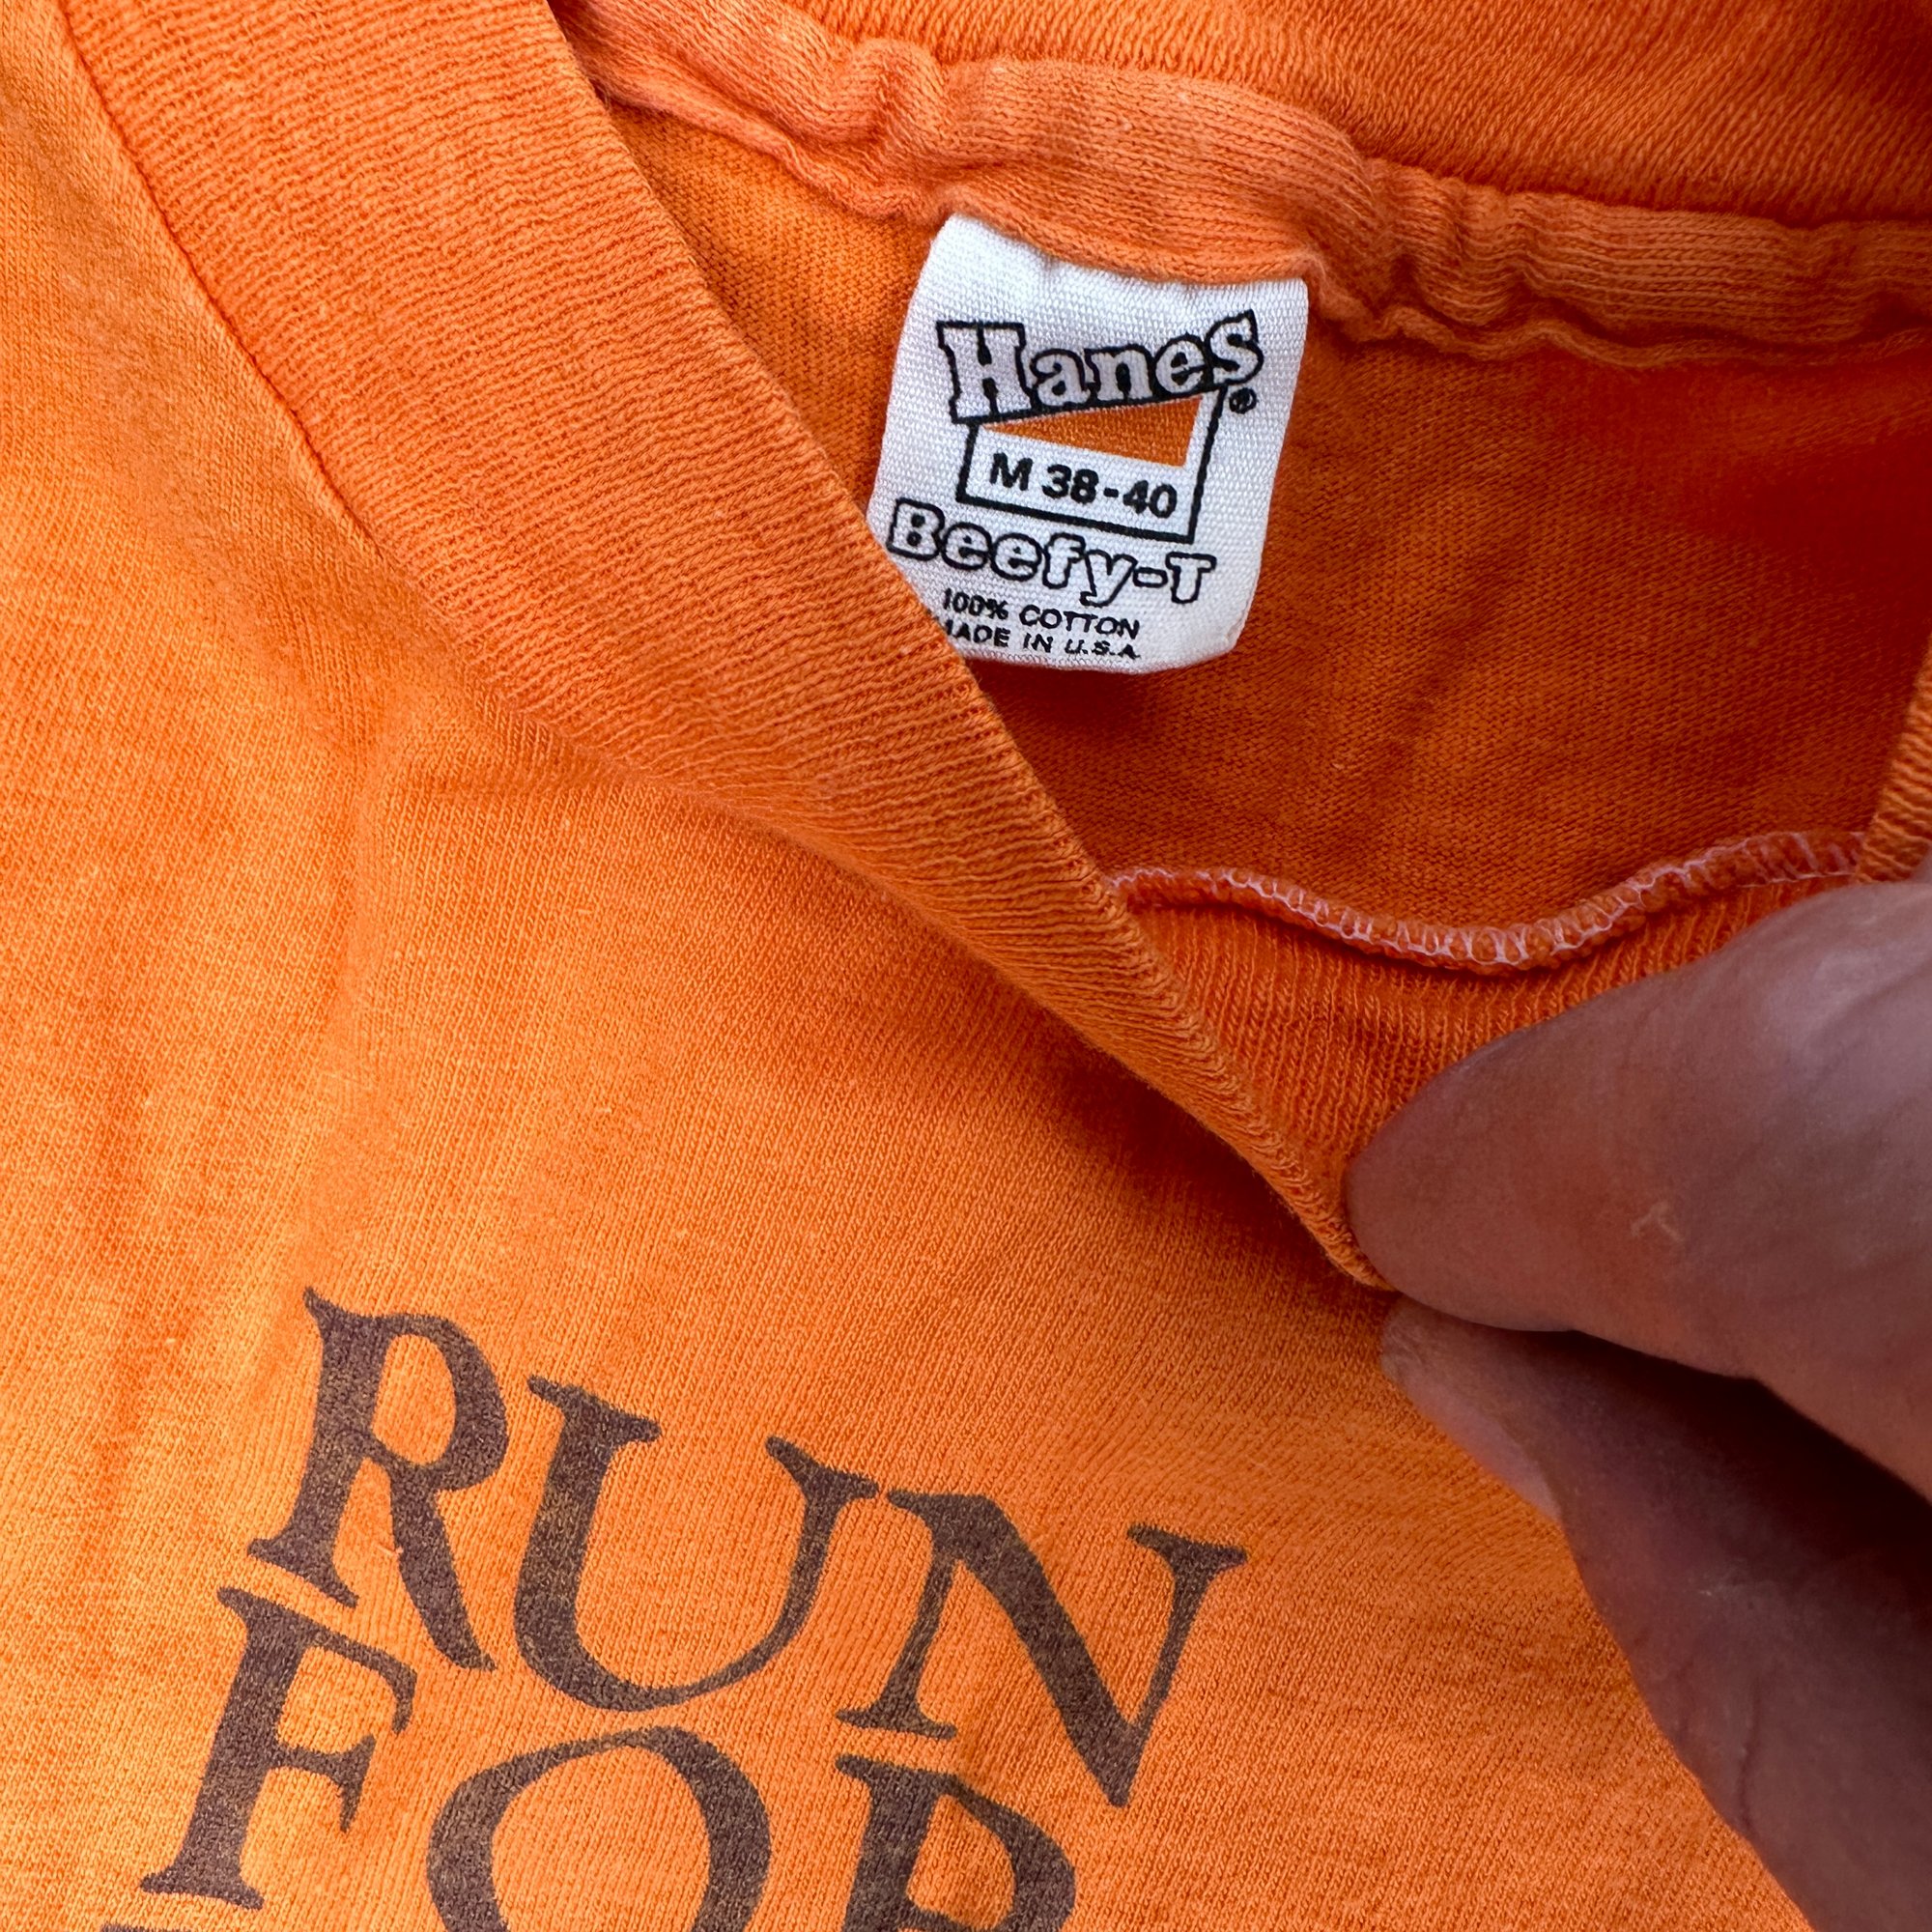 Hanes®
M 38-40
Beefy-T
100% COTTON
MADE IN U.S.A.
RUN
FOR